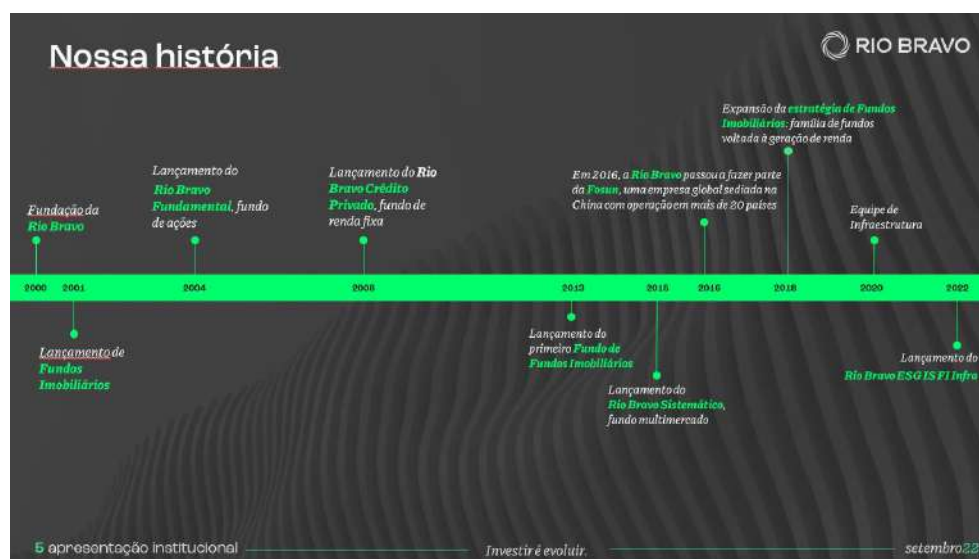 Nossa história
RIO BRAVO
Expansão da estratégia de Fundos
Imobiliários: família de fundos
voltada à geração de renda
Lançamento do
Rio Bravo
Fundamental, fundo
de ações
Lançamento do Rio
Bravo Crédito
Privado, fundo de
renda fixa
Em 2016, a Rio Bravo passou a fazer parte
da Fosun, uma empresa global sediada na
China com operação em mais de 20 países
Fundação da
Rio Bravo
Equipe de
Infraestrutura
2000 2001 2004 2008 2013 2015 2016 2018 2020 2022
Lançamento de
Fundos
Imobiliários
Lançamento do
primeiro Fundo de
Fundos Imobiliários
Lançamento do
Rio Bravo Sistemático,
fundo multimercado
Lançamento do
Rio Bravo ESG IS FI Infra
5 apresentação institucional
Investir é evoluir.
setembro22